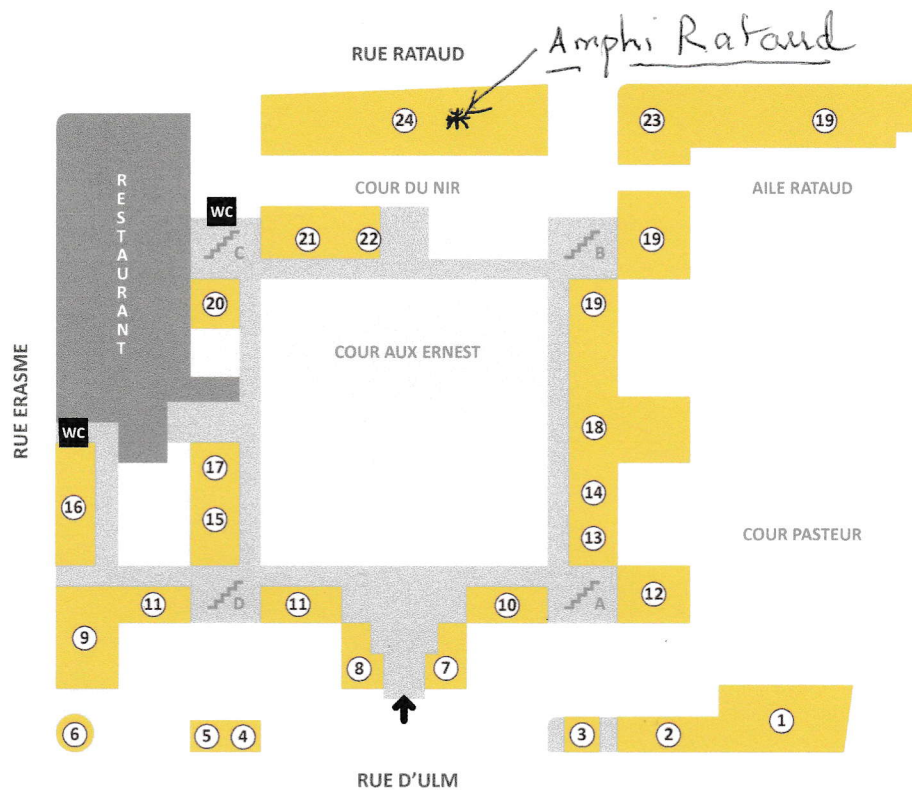 Amphi Rataud
RUE RATAUD
24
23
19
COUR DU NIR
AILE RATAUD
RESTAURANT
WC
C
21
22
B
19
20
19
COUR AUX ERNEST
RUE ERASME
WC
18
17
14
16
15
13
COUR PASTEUR
12
11
D
11
10
A
9
8
7
6
5
4
3
2
1
RUE D'ULM